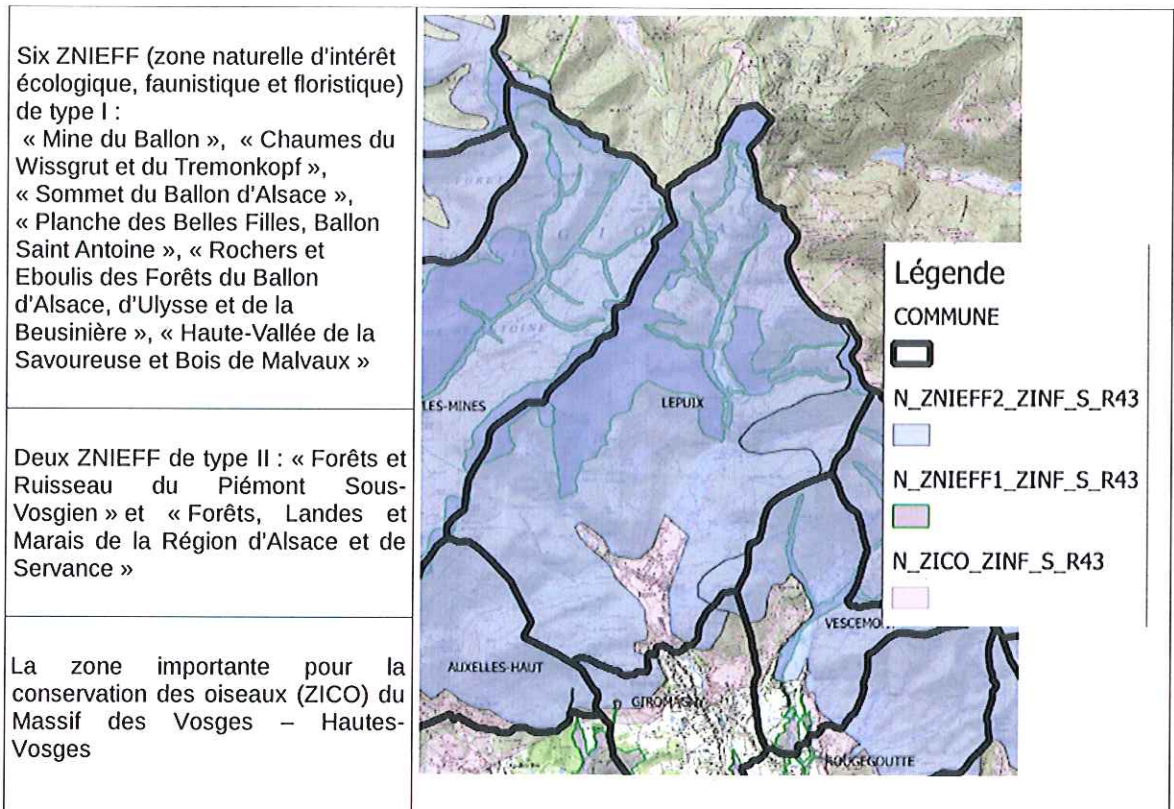 Six ZNIEFF (zone naturelle d'intérêt
écologique, faunistique et floristique)
de type I :
« Mine du Ballon », « Chaumes du
Wissgrut et du Tremonkopf »,
« Sommet du Ballon d'Alsace »,
« Planche des Belles Filles, Ballon
Saint Antoine », « Rochers et
Eboulis des Forêts du Ballon
d'Alsace, d'Ulysse et de la
Beusinière », « Haute-Vallée de la
Savoureuse et Bois de Malvaux »
Deux ZNIEFF de type II : « Forêts et
Ruisseau du Piémont Sous-
Vosgien » et « Forêts, Landes et
Marais de la Région d'Alsace et de
Servance »
La zone importante pour la
conservation des oiseaux (ZICO) du
Massif des Vosges – Hautes-
Vosges
LES-MINES
LEPUIX
AUXELLES-HAUT
GIROMAGNY
VESCEMO
ROUGEGOUTTE
Légende
COMMUNE
N_ZNIEFF2_ZINF_S_R43
N_ZNIEFF1_ZINF_S_R43
N_ZICO_ZINF_S_R43